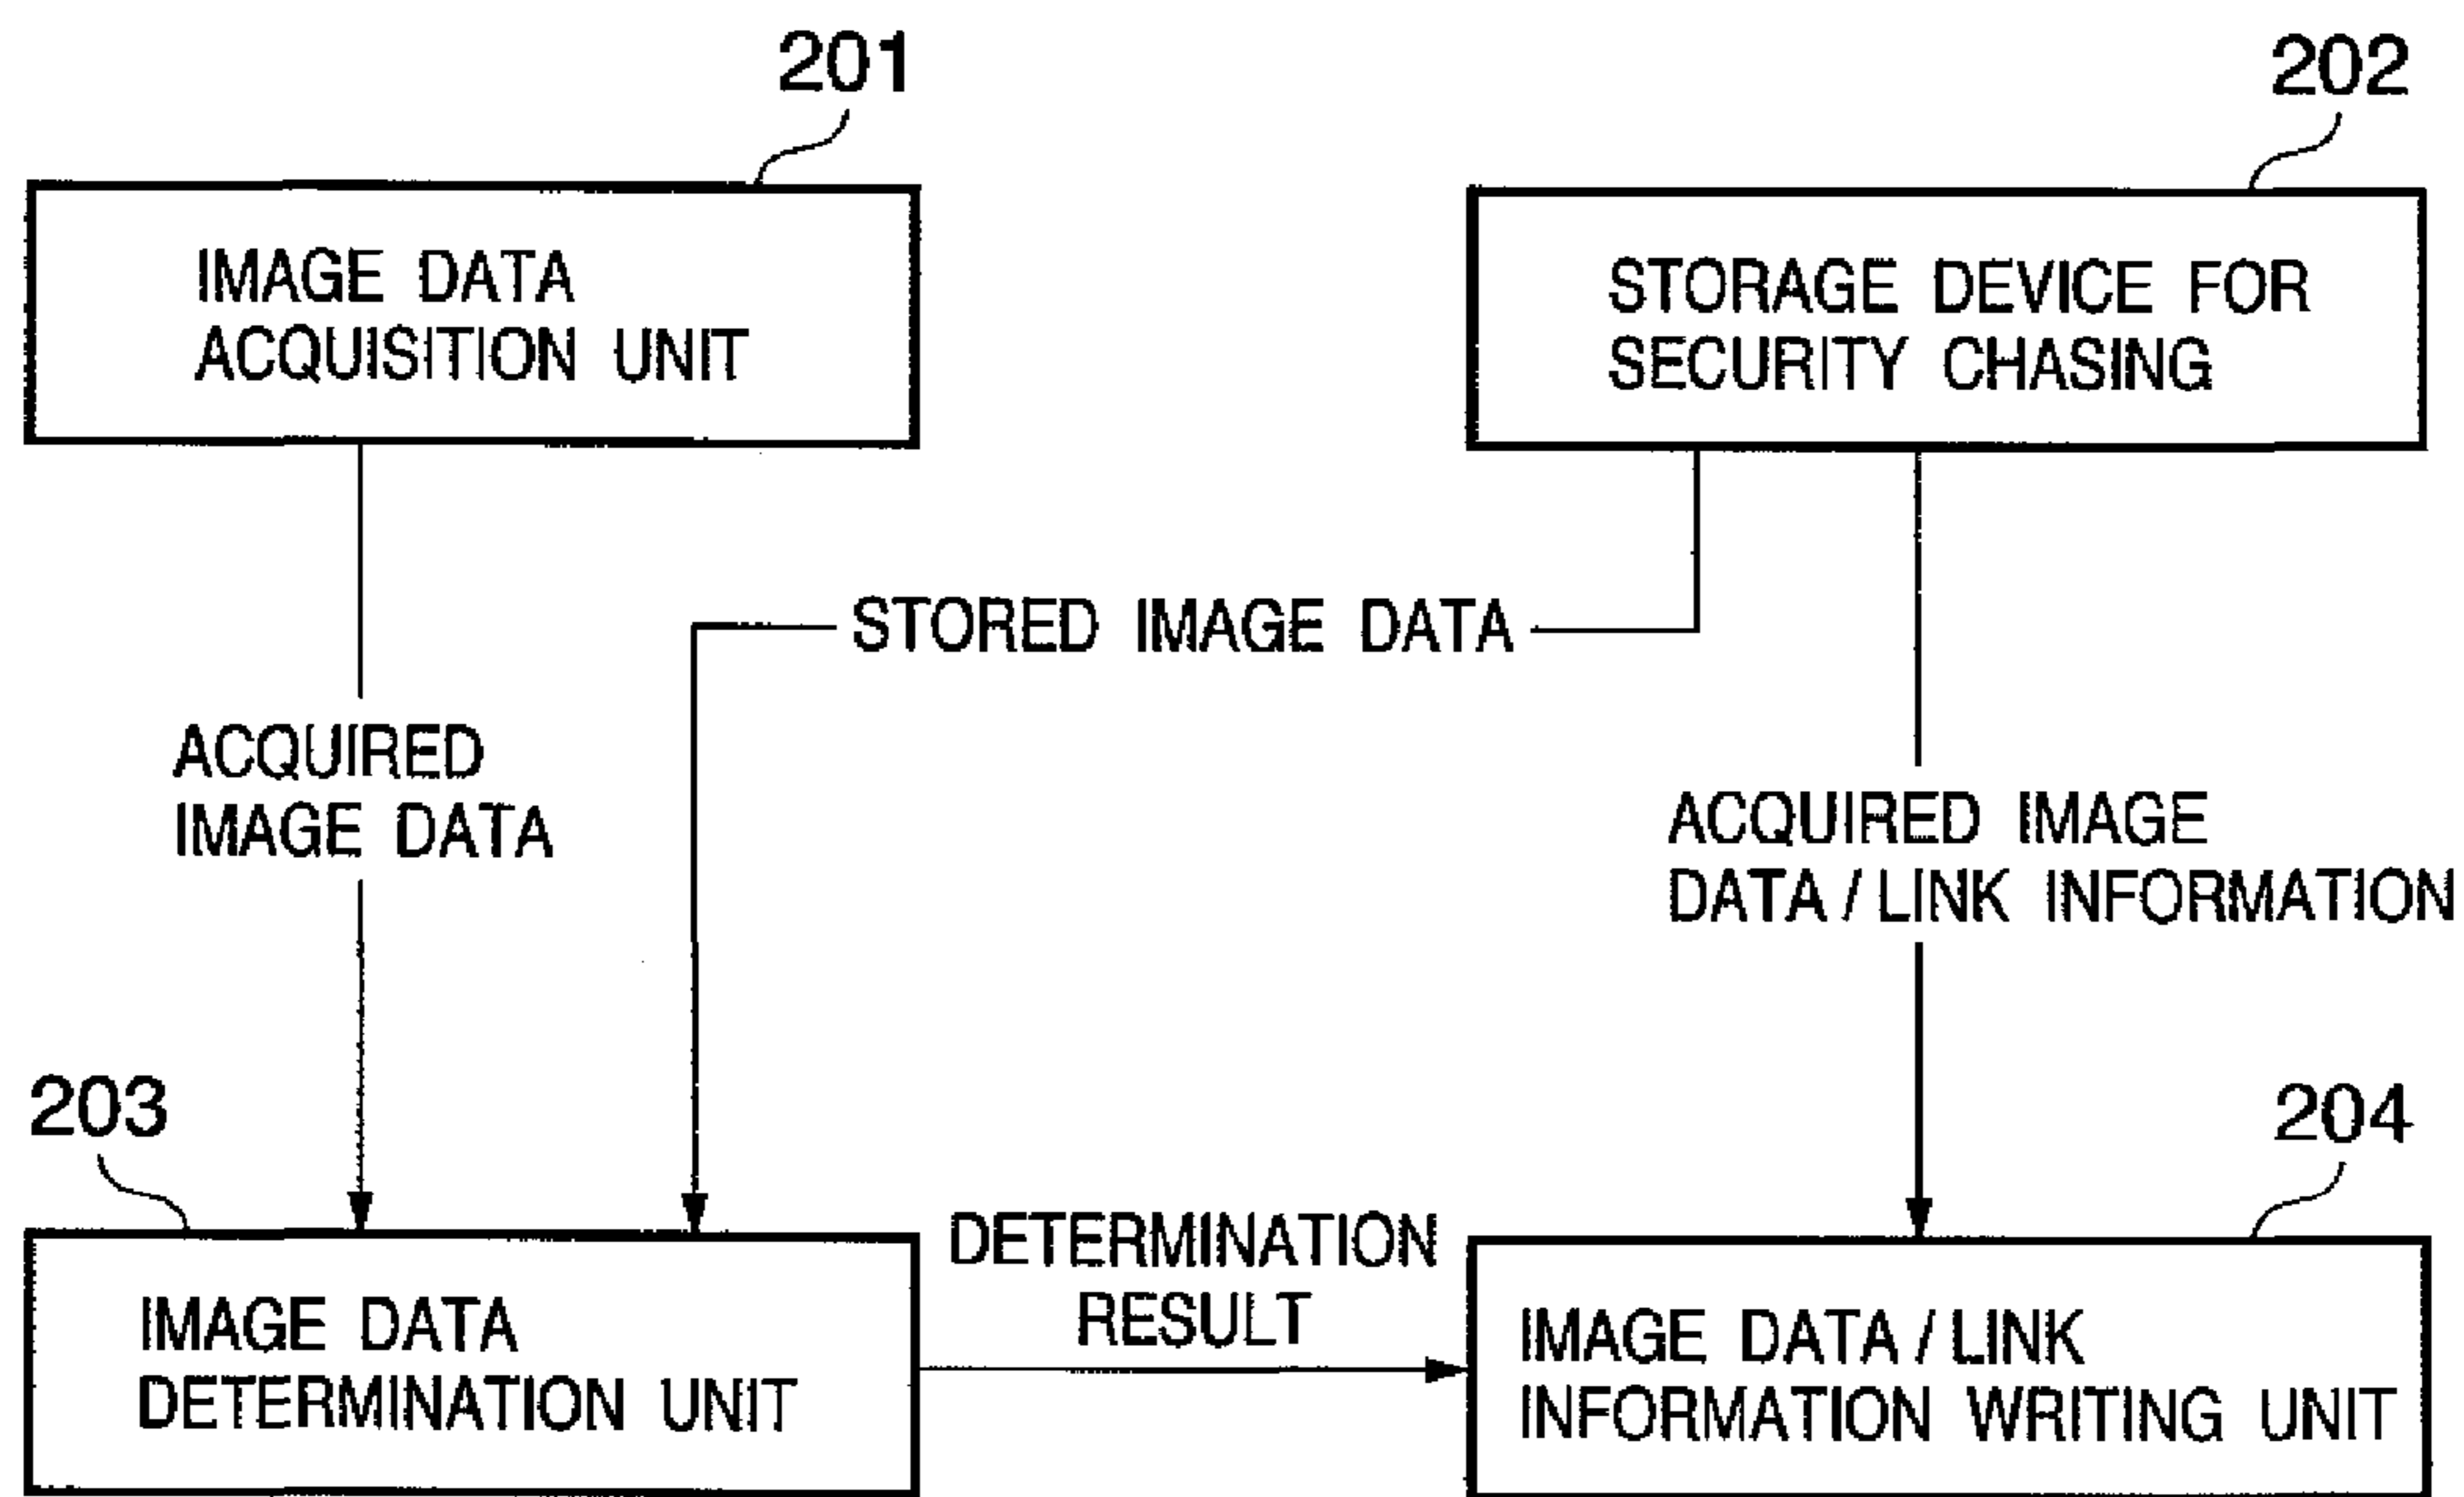 201
202
IMAGE DATA
ACQUISITION UNIT
STORAGE DEVICE FOR
SECURITY CHASING
STORED IMAGE DATA
ACQUIRED
IMAGE DATA
ACQUIRED IMAGE
DATA / LINK INFORMATION
203
204
DETERMINATION
RESULT
IMAGE DATA
DETERMINATION UNIT
IMAGE DATA / LINK
INFORMATION WRITING UNIT